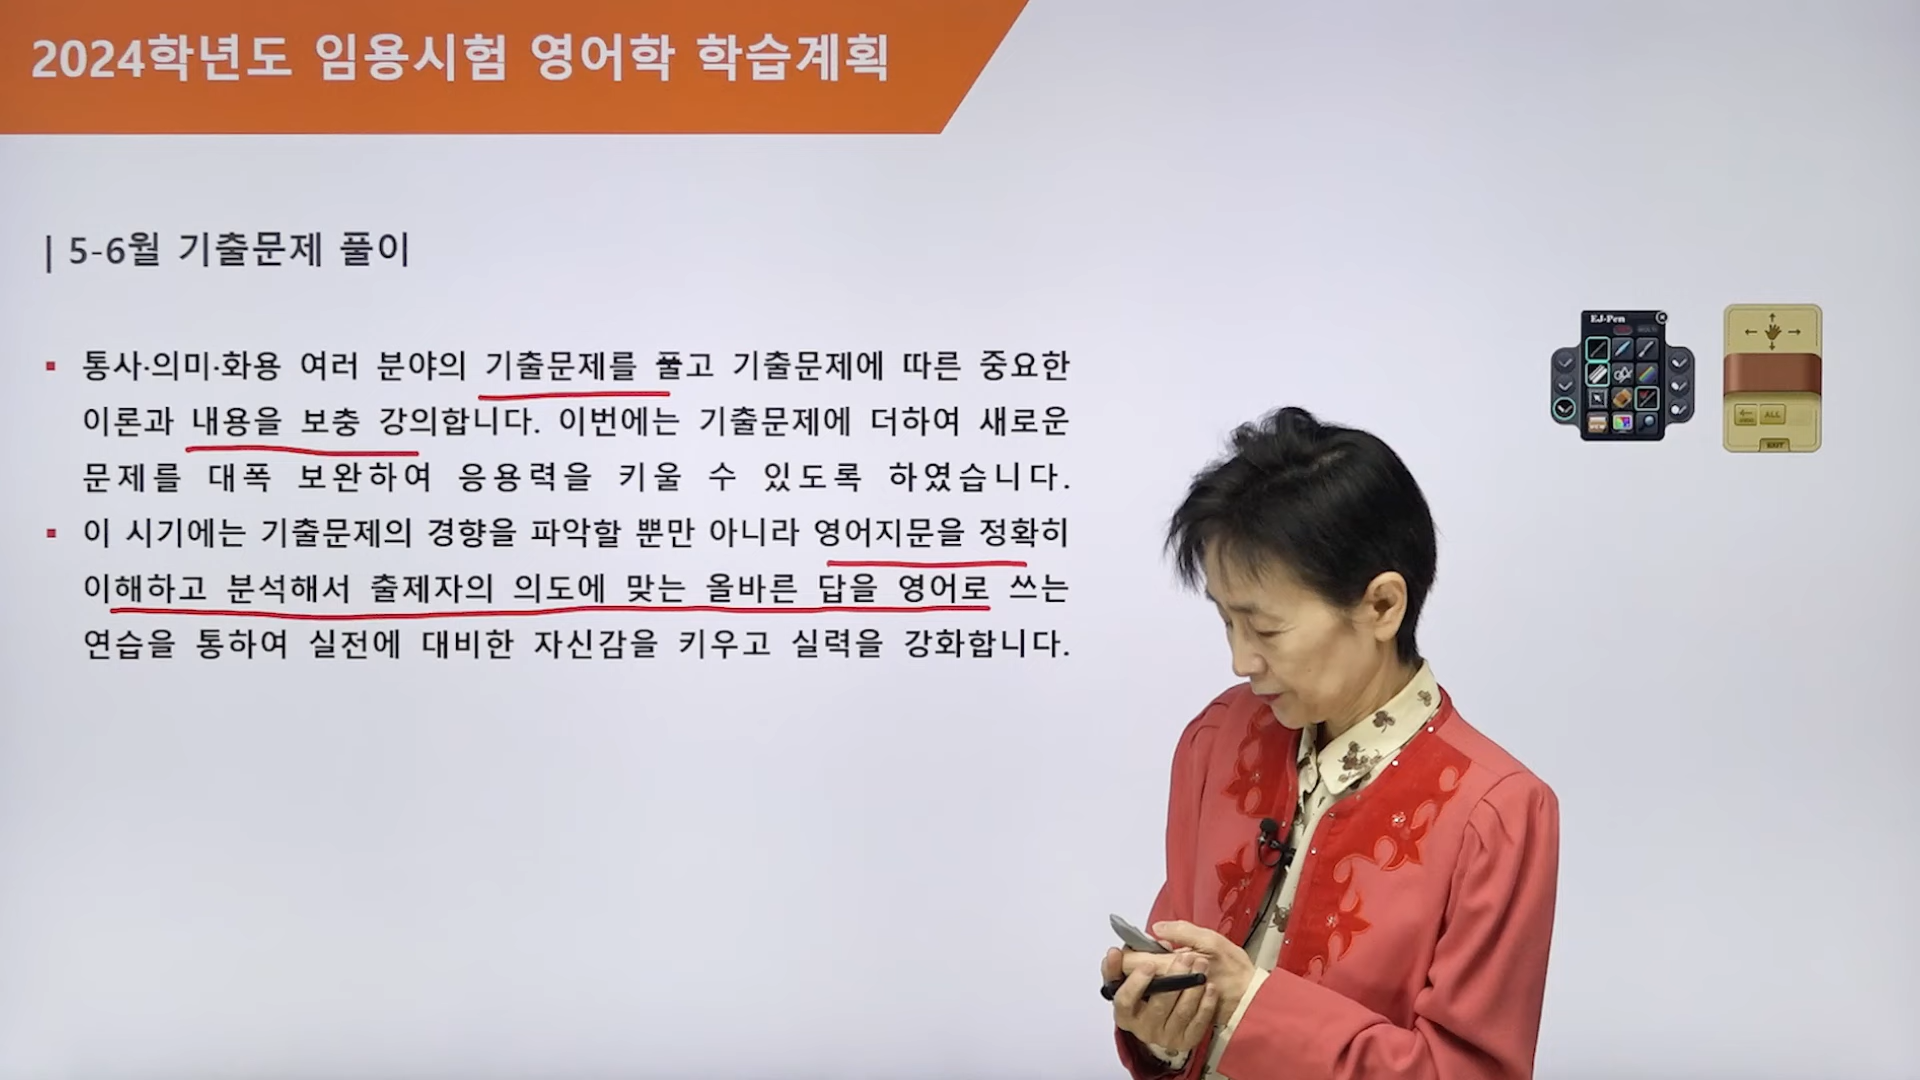 2024학년도 임용시험 영어학 학습계획
| 5-6월 기출문제 풀이
▪ 통사·의미·화용 여러 분야의 기출문제를 풀고 기출문제에 따른 중요한
이론과 내용을 보충 강의합니다. 이번에는 기출문제에 더하여 새로운
문제를 대폭 보완하여 응용력을 키울 수 있도록 하였습니다.
▪ 이 시기에는 기출문제의 경향을 파악할 뿐만 아니라 영어지문을 정확히
이해하고 분석해서 출제자의 의도에 맞는 올바른 답을 영어로 쓰는
연습을 통하여 실전에 대비한 자신감을 키우고 실력을 강화합니다.
EJ-Pen
ALL
EXIT